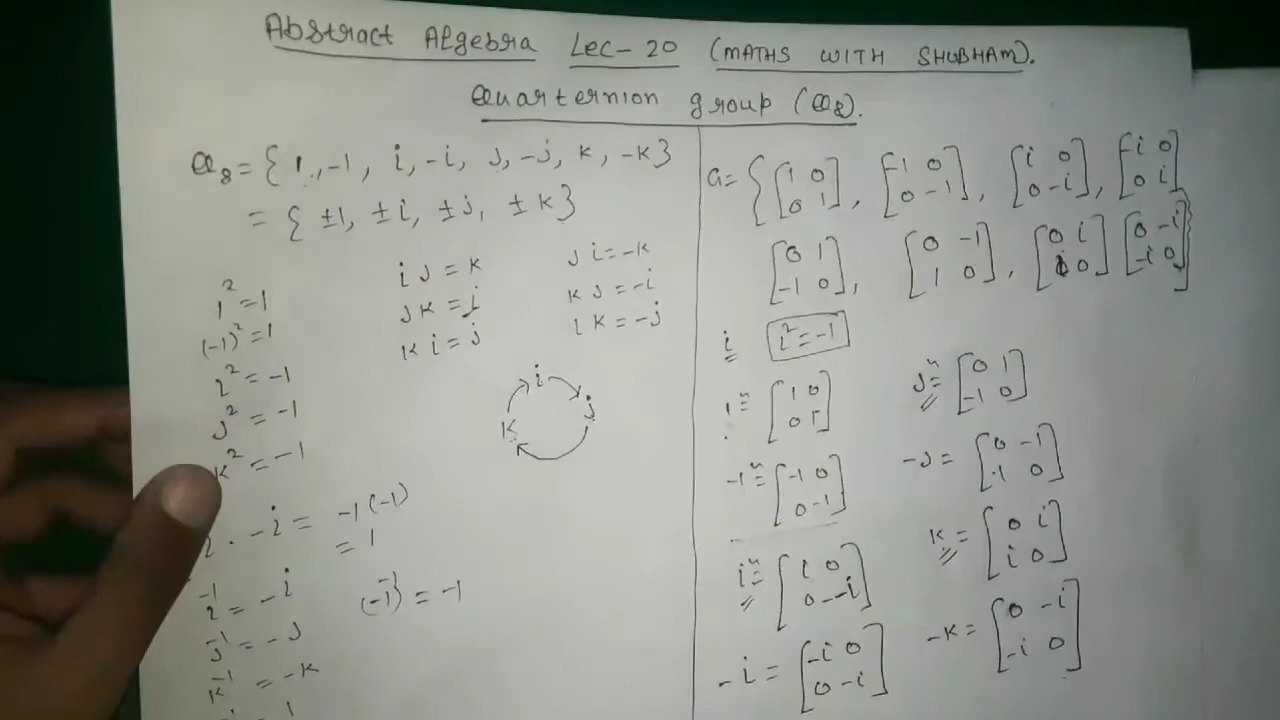 Abstract Algebra Lec-20 (MATHS WITH SHUBHAM).
Quarternion group (Q8).
Q8 = { 1, -1, i, -i, j, -j, k, -k }
= { ±1, ±i, ±j, ±k }
1² = 1
(-1)² = 1
i² = -1
j² = -1
k² = -1
ij = k
jk = i
ki = j
ji = -k
kj = -i
ik = -j
i
j
k
i · -i = -1(-1)
= 1
i⁻¹ = -i
(-1)⁻¹ = -1
j⁻¹ = -j
k⁻¹ = -k
G = { [1 0
0 1], [-1 0
0 -1], [i 0
0 -i], [-i 0
0 i]
[0 1
-1 0], [0 -1
1 0], [0 i
i 0] [0 -i
-i 0] }
i i² = -1
1 ≅ [1 0
0 1]
-1 ≅ [-1 0
0 -1]
i ≅ [i 0
0 -i]
-i = [-i 0
0 -i]
j ≅ [0 1
-1 0]
-j = [0 -1
1 0]
k = [0 i
i 0]
-k = [0 -i
-i 0]